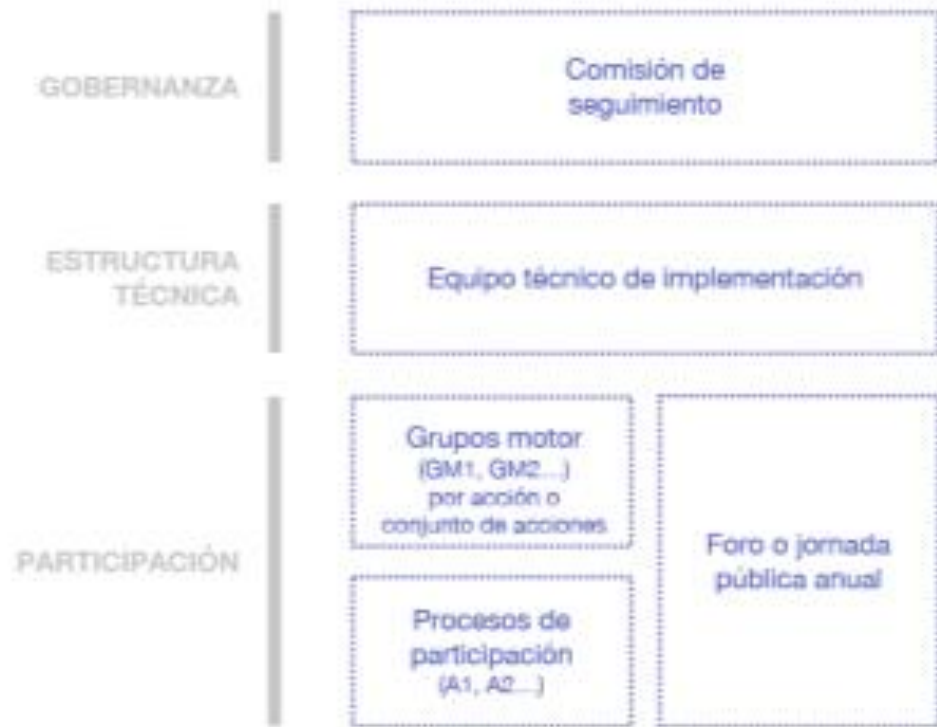 GOBERNANZA
Comisión de
seguimiento
ESTRUCTURA
TÉCNICA
Equipo técnico de implementación
PARTICIPACIÓN
Grupos motor
(GM1, GM2...)
por acción o
conjunto de acciones
Procesos de
participación
(A1, A2...)
Foro o jornada
pública anual